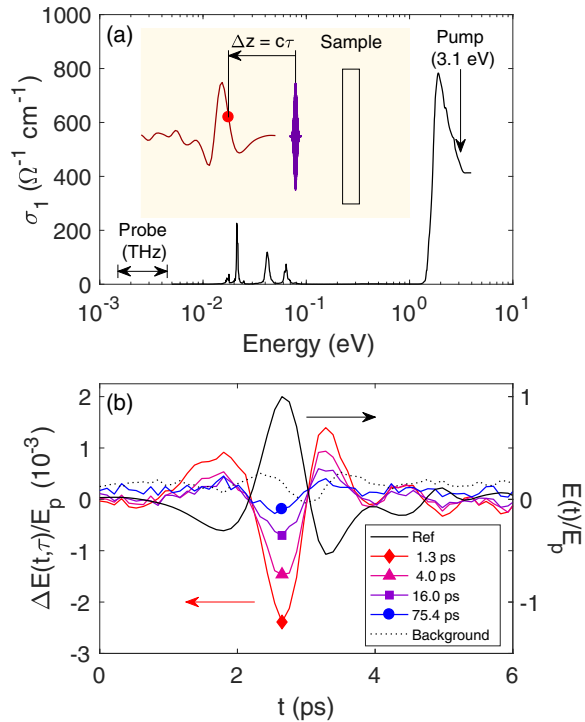 (a)
Δz = cτ
Sample
Pump
(3.1 eV)
Probe
(THz)
1000
800
600
400
200
0
σ₁ (Ω⁻¹ cm⁻¹)
10⁻³
10⁻²
10⁻¹
10⁰
10¹
Energy (eV)
(b)
2
1
0
-1
-2
-3
ΔE(t,τ)/Eₚ (10⁻³)
1
0
-1
E(t)/Eₚ
Ref
1.3 ps
4.0 ps
16.0 ps
75.4 ps
Background
0
2
4
6
t (ps)